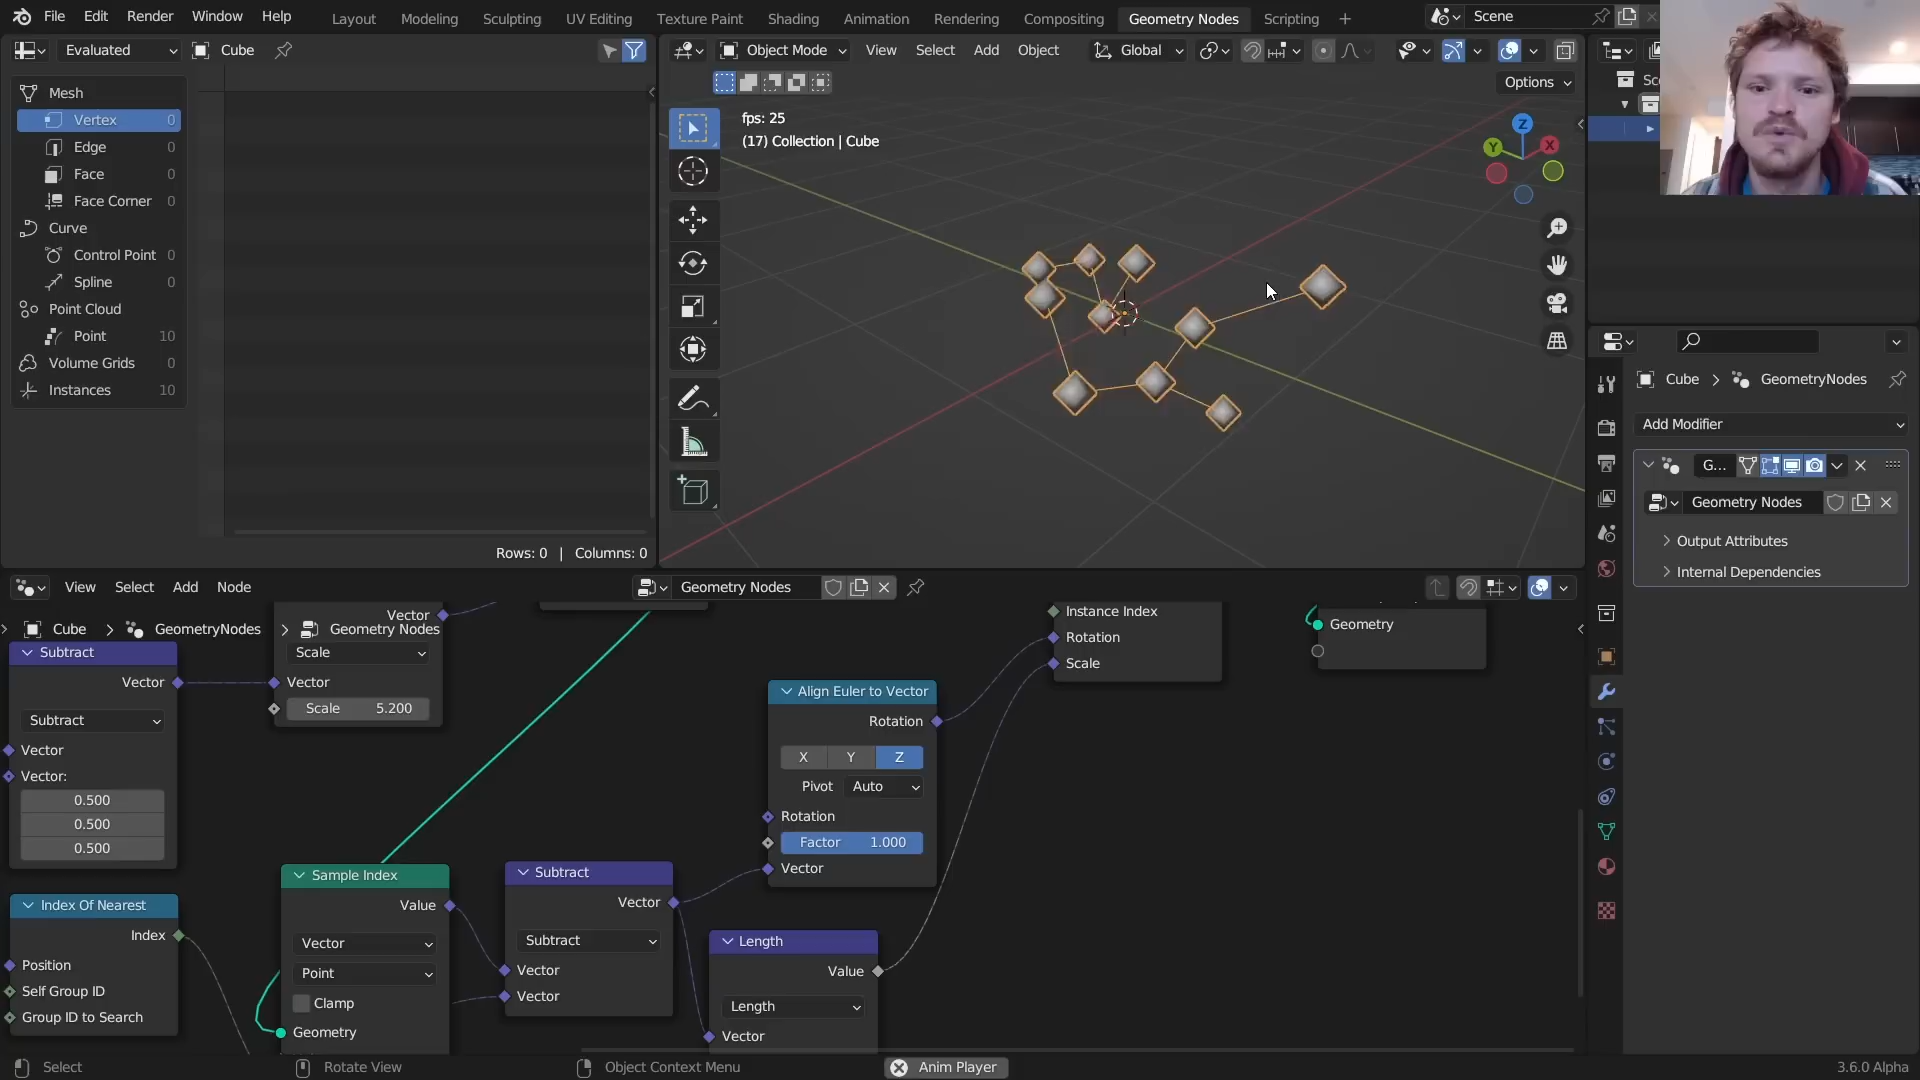 File Edit Render Window Help Layout Modeling Sculpting UV Editing Texture Paint Shading Animation Rendering Compositing Geometry Nodes Scripting + Scene
Evaluated Cube
Mesh
Vertex 0
Edge 0
Face 0
Face Corner 0
Curve
Control Point 0
Spline 0
Point Cloud
Point 10
Volume Grids
Instances 10
Rows: 0 | Columns: 0
Object Mode View Select Add Object Global
Options
fps: 25
(17) Collection | Cube
Z
Y X
Cube > GeometryNodes
Add Modifier
G...
Geometry Nodes
Output Attributes
Internal Dependencies
View Select Add Node Geometry Nodes
Cube > GeometryNodes > Geometry Nodes
Subtract
Vector
Subtract
Vector
Vector:
0.500
0.500
0.500
Vector
Scale
Vector
Scale 5.200
Index Of Nearest
Index
Position
Self Group ID
Group ID to Search
Sample Index
Value
Vector
Point
Clamp
Geometry
Subtract
Vector
Subtract
Vector
Vector
Align Euler to Vector
Rotation
X Y Z
Pivot Auto
Rotation
Factor 1.000
Vector
Length
Value
Length
Vector
Instance Index
Rotation
Scale
Geometry
Select Rotate View Object Context Menu Anim Player 3.6.0 Alpha